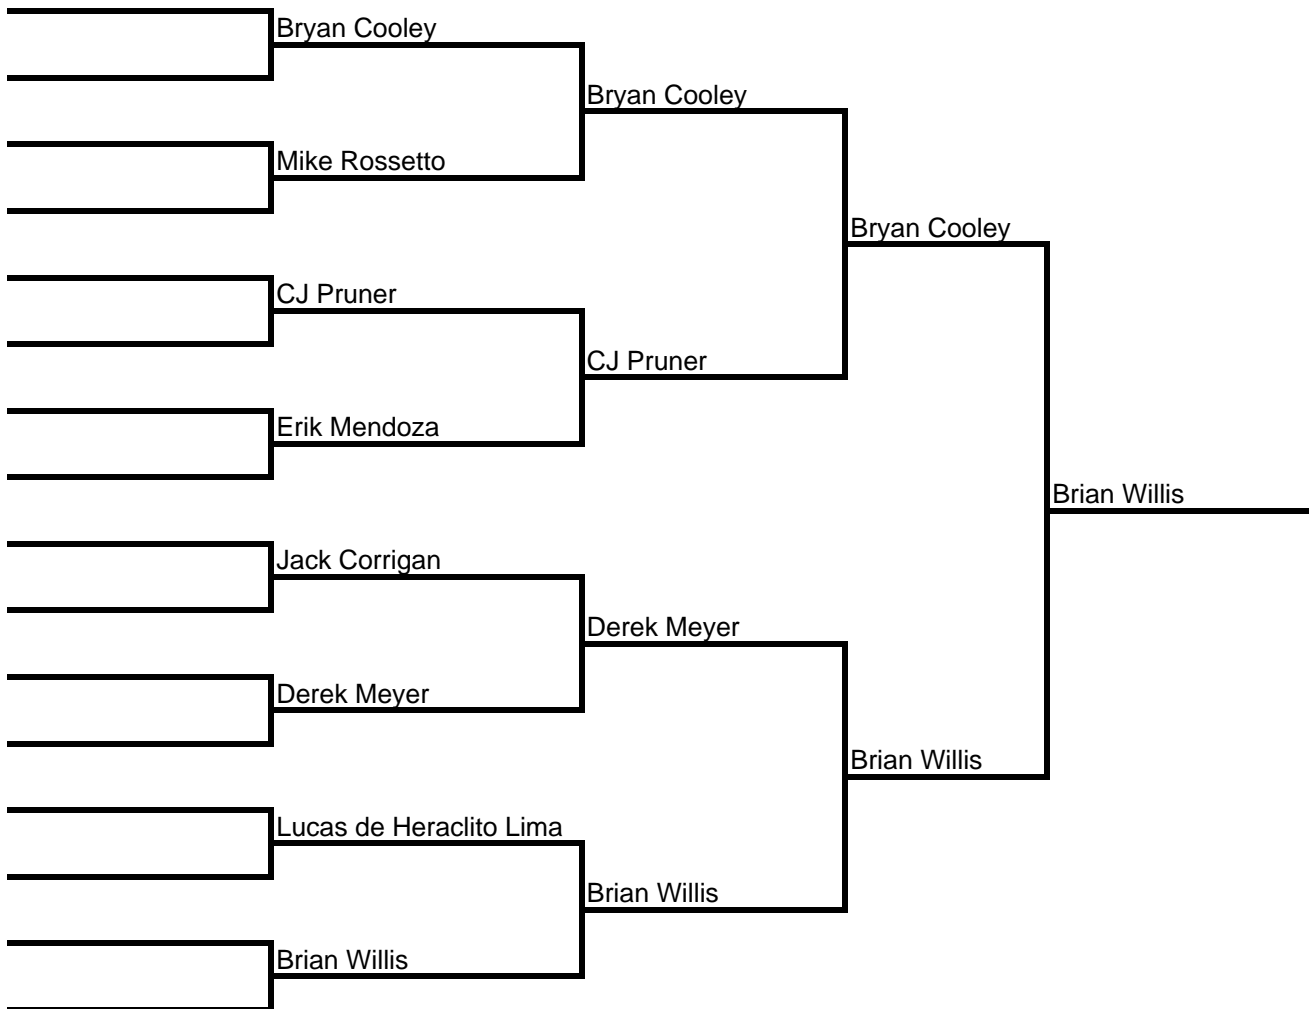 Bryan Cooley
Bryan Cooley
Mike Rossetto
Bryan Cooley
CJ Pruner
CJ Pruner
Erik Mendoza
Brian Willis
Jack Corrigan
Derek Meyer
Derek Meyer
Brian Willis
Lucas de Heraclito Lima
Brian Willis
Brian Willis